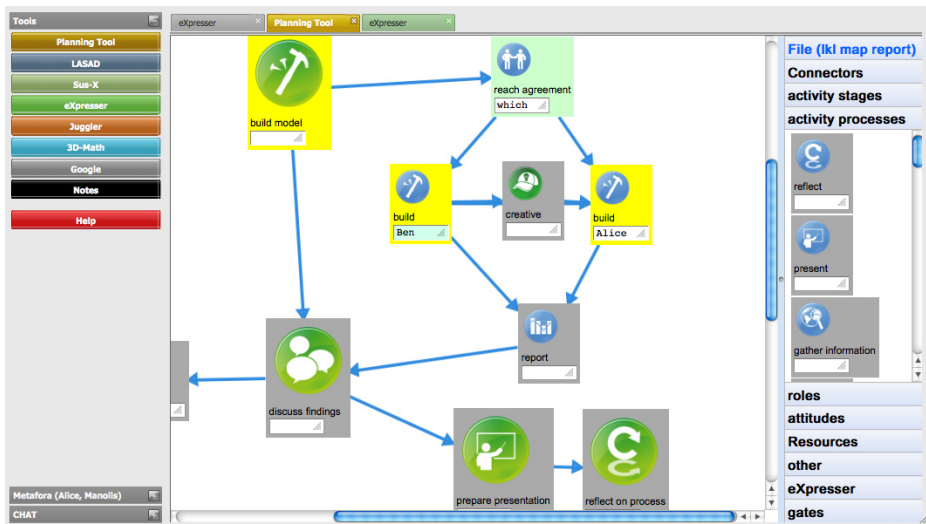 Tools
Planning Tool
LASAD
Sus-X
eXpresser
Juggler
3D-Math
Google
Notes
Help
Metafora (Alice, Manolis)
CHAT
eXpresser
Planning Tool
eXpresser
build model
reach agreement
which
build
Ben
creative
build
Alice
report
discuss findings
prepare presentation
reflect on process
File (lkl map report)
Connectors
activity stages
activity processes
reflect
present
gather information
roles
attitudes
Resources
other
eXpresser
gates